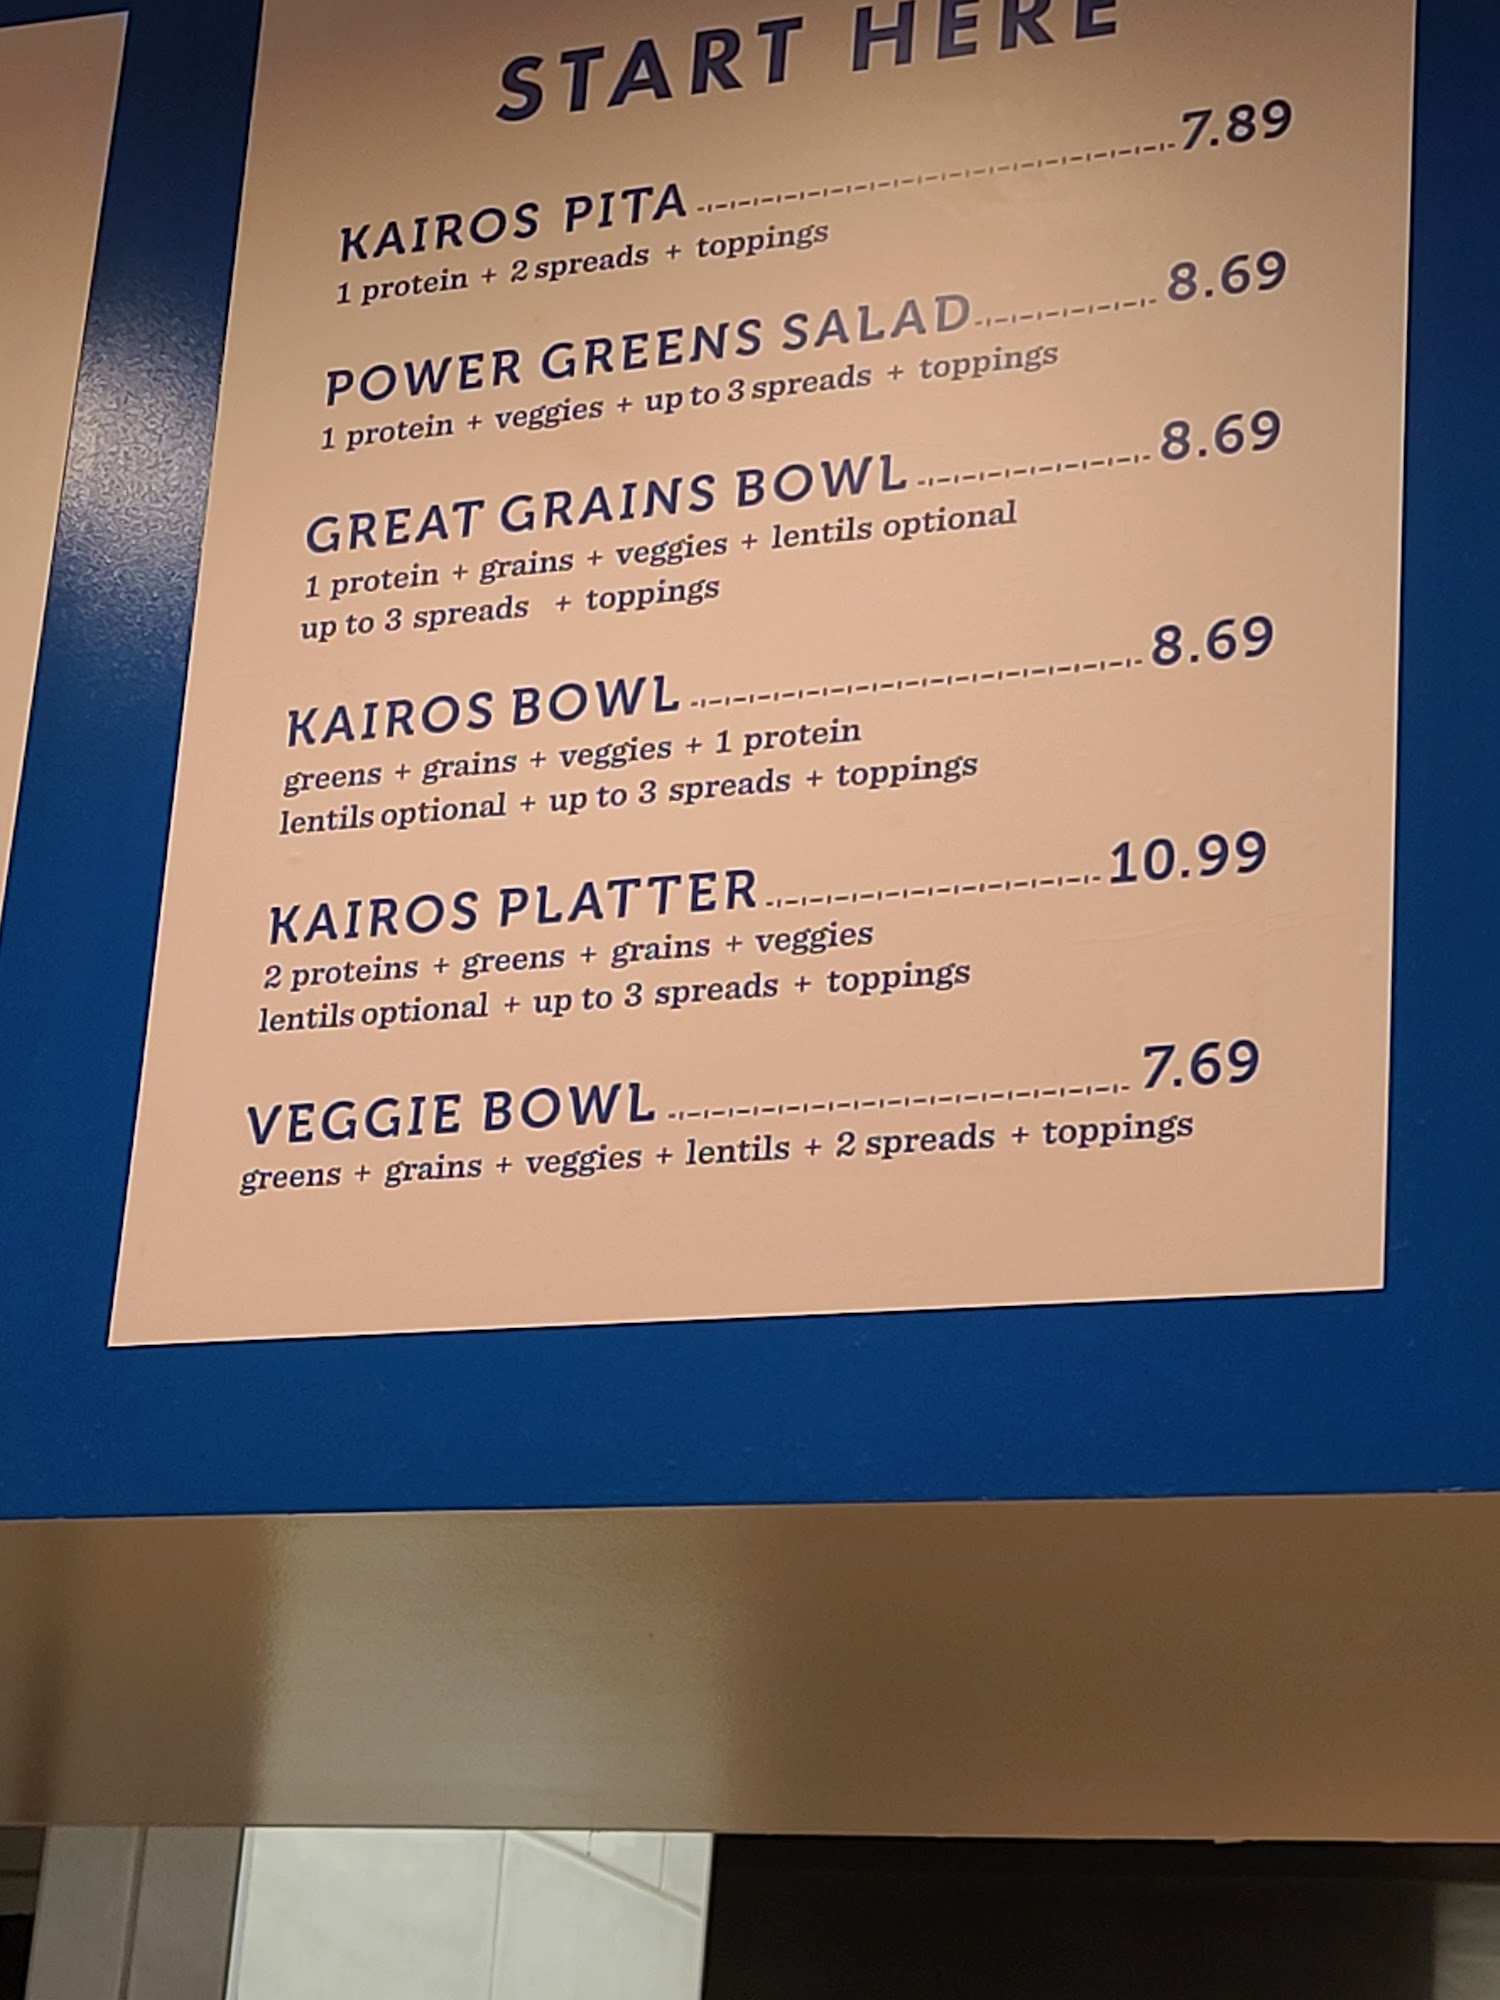 START HERE
KAIROS PITA 7.89
1 protein + 2 spreads + toppings
POWER GREENS SALAD 8.69
1 protein + veggies + up to 3 spreads + toppings
GREAT GRAINS BOWL 8.69
1 protein + grains + veggies + lentils optional
up to 3 spreads + toppings
KAIROS BOWL 8.69
greens + grains + veggies + 1 protein
lentils optional + up to 3 spreads + toppings
KAIROS PLATTER 10.99
2 proteins + greens + grains + veggies
lentils optional + up to 3 spreads + toppings
VEGGIE BOWL 7.69
greens + grains + veggies + lentils + 2 spreads + toppings